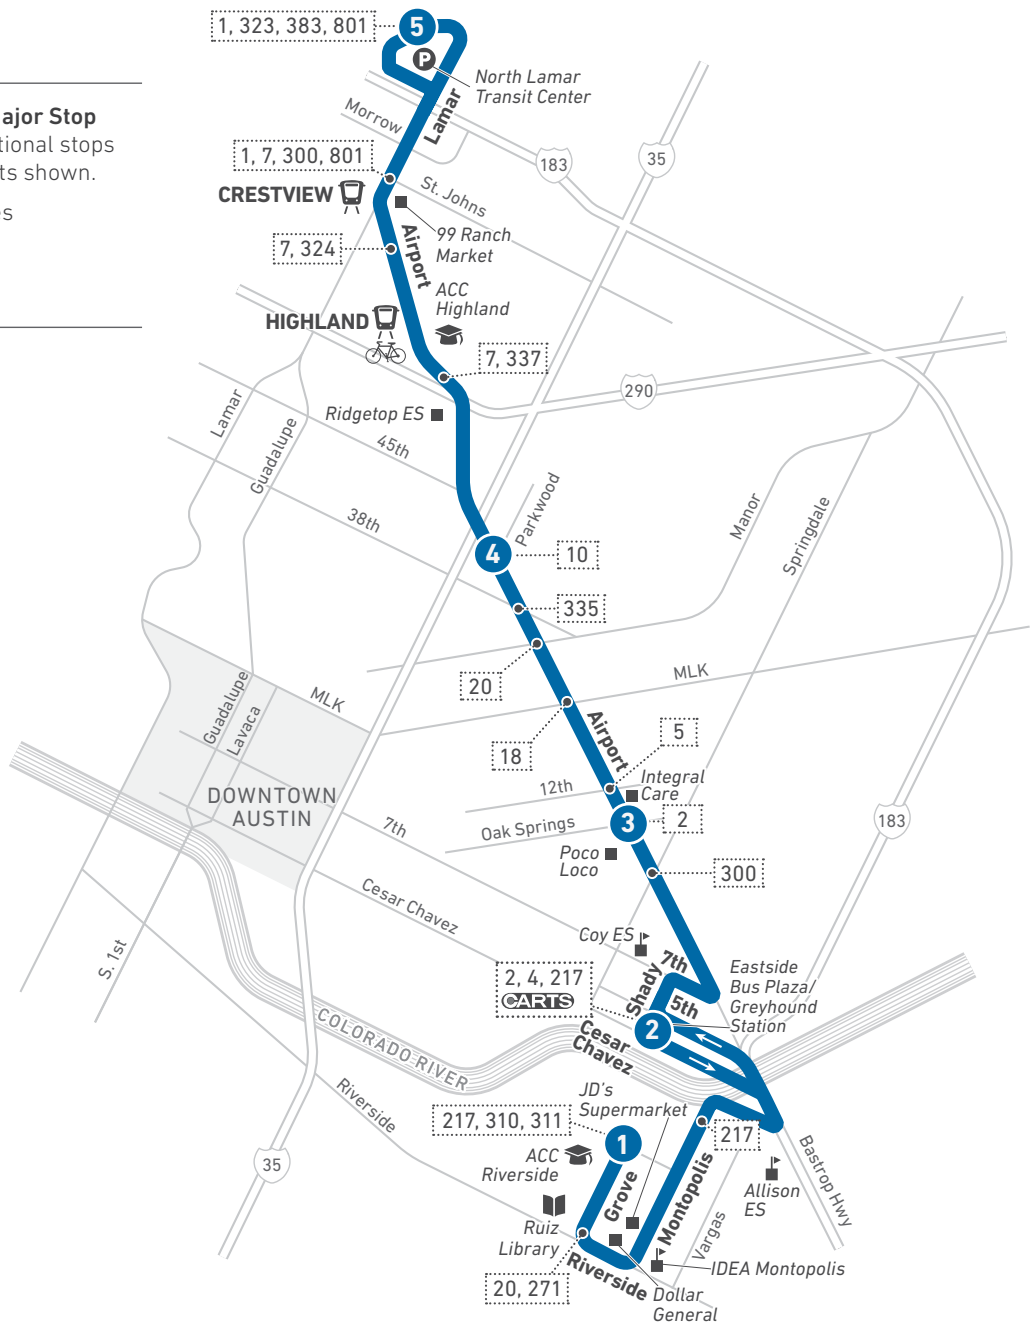 1, 323, 383, 801
5
P
North Lamar
Transit Center
ajor Stop
tional stops
ts shown.
es
Morrow
Lamar
183
35
1, 7, 300, 801
CRESTVIEW
St. Johns
99 Ranch
Market
7, 324
Airport
ACC
Highland
HIGHLAND
7, 337
290
Ridgetop ES
Lamar
Guadalupe
45th
38th
Parkwood
Manor
Springdale
4
10
335
20
MLK
MLK
Guadalupe
Lavaca
18
Airport
5
12th
Integral
Care
DOWNTOWN
AUSTIN
7th
Oak Springs
3
2
183
Poco
Loco
300
Cesar Chavez
Coy ES
7th
S. 1st
2, 4, 217
CARTS
Shady
5th
Eastside
Bus Plaza/
Greyhound
Station
2
Cesar
Chavez
COLORADO RIVER
JD's
Supermarket
Riverside
217, 310, 311
1
217
ACC
Riverside
35
Grove
Montopolis
Allison
ES
Bastrop Hwy
Ruiz
Library
Vargas
20, 271
Riverside
IDEA Montopolis
Dollar
General